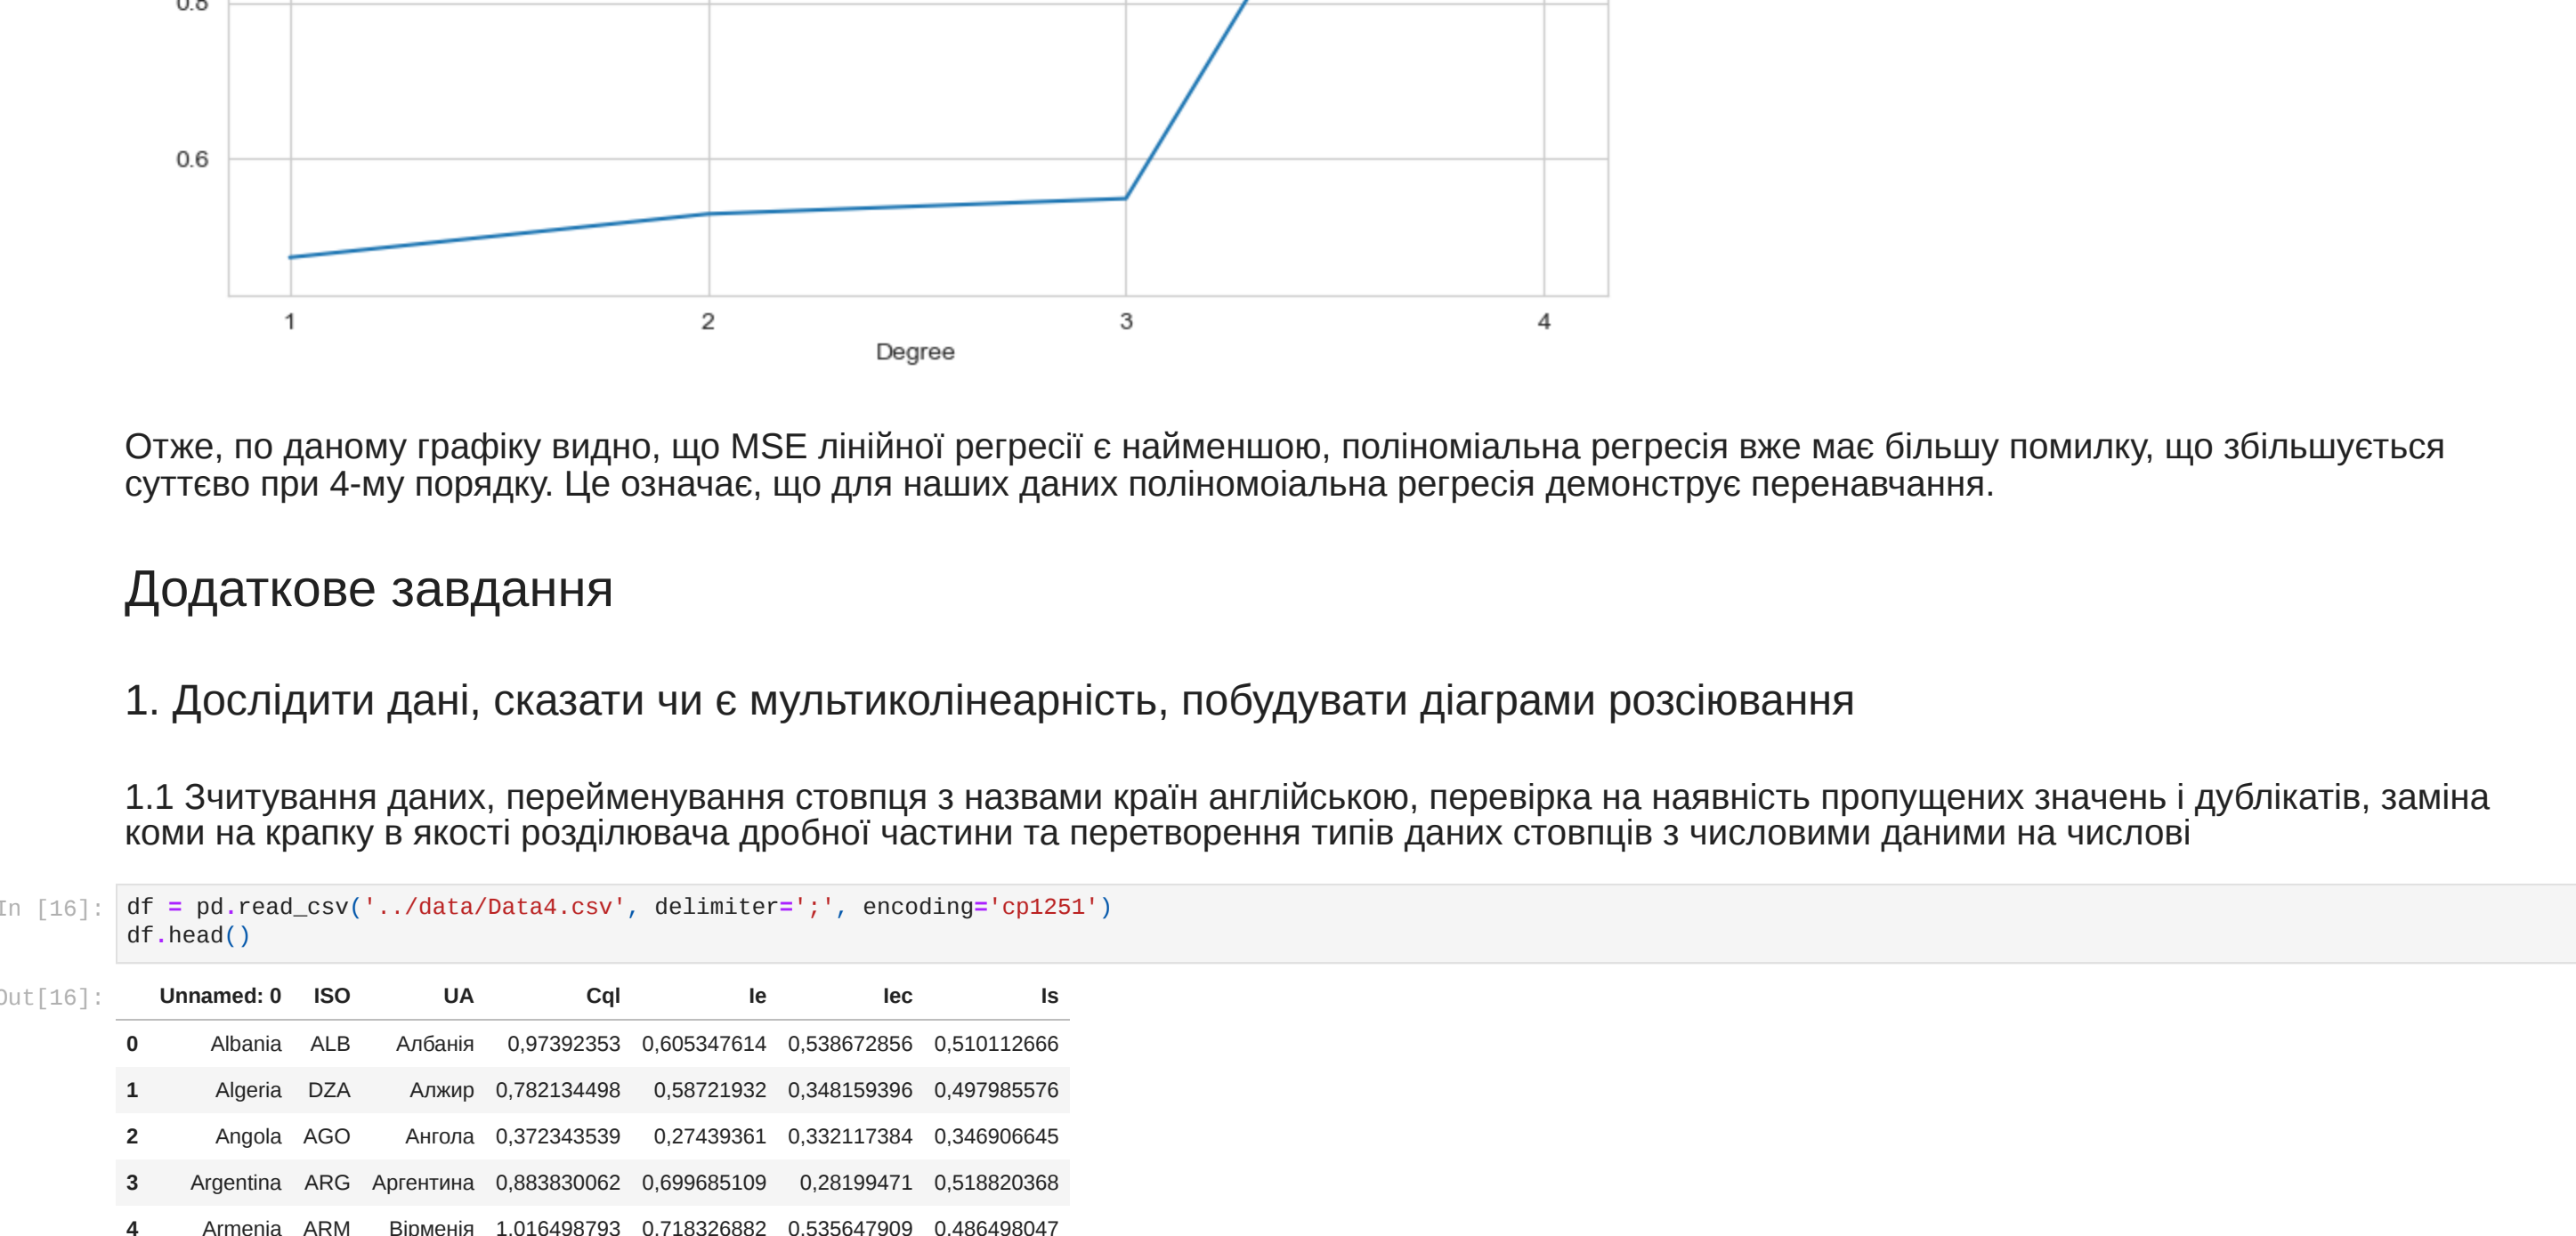 0.8
0.6
1 2 3 4
Degree
Отже, по даному графіку видно, що MSE лінійної регресії є найменшою, поліноміальна регресія вже має більшу помилку, що збільшується
суттєво при 4-му порядку. Це означає, що для наших даних поліномоіальна регресія демонструє перенавчання.
Додаткове завдання
1. Дослідити дані, сказати чи є мультиколінеарність, побудувати діаграми розсіювання
1.1 Зчитування даних, перейменування стовпця з назвами країн англійською, перевірка на наявність пропущених значень і дублікатів, заміна
коми на крапку в якості розділювача дробної частини та перетворення типів даних стовпців з числовими даними на числові
In [16]: df = pd.read_csv('../data/Data4.csv', delimiter=';', encoding='cp1251')
df.head()
Out[16]: Unnamed: 0 ISO UA Cql Ie Iec Is
0 Albania ALB Албанія 0,97392353 0,605347614 0,538672856 0,510112666
1 Algeria DZA Алжир 0,782134498 0,58721932 0,348159396 0,497985576
2 Angola AGO Ангола 0,372343539 0,27439361 0,332117384 0,346906645
3 Argentina ARG Аргентина 0,883830062 0,699685109 0,28199471 0,518820368
4 Armenia ARM Вірменія 1,016498793 0,718326882 0,535647909 0,486498047